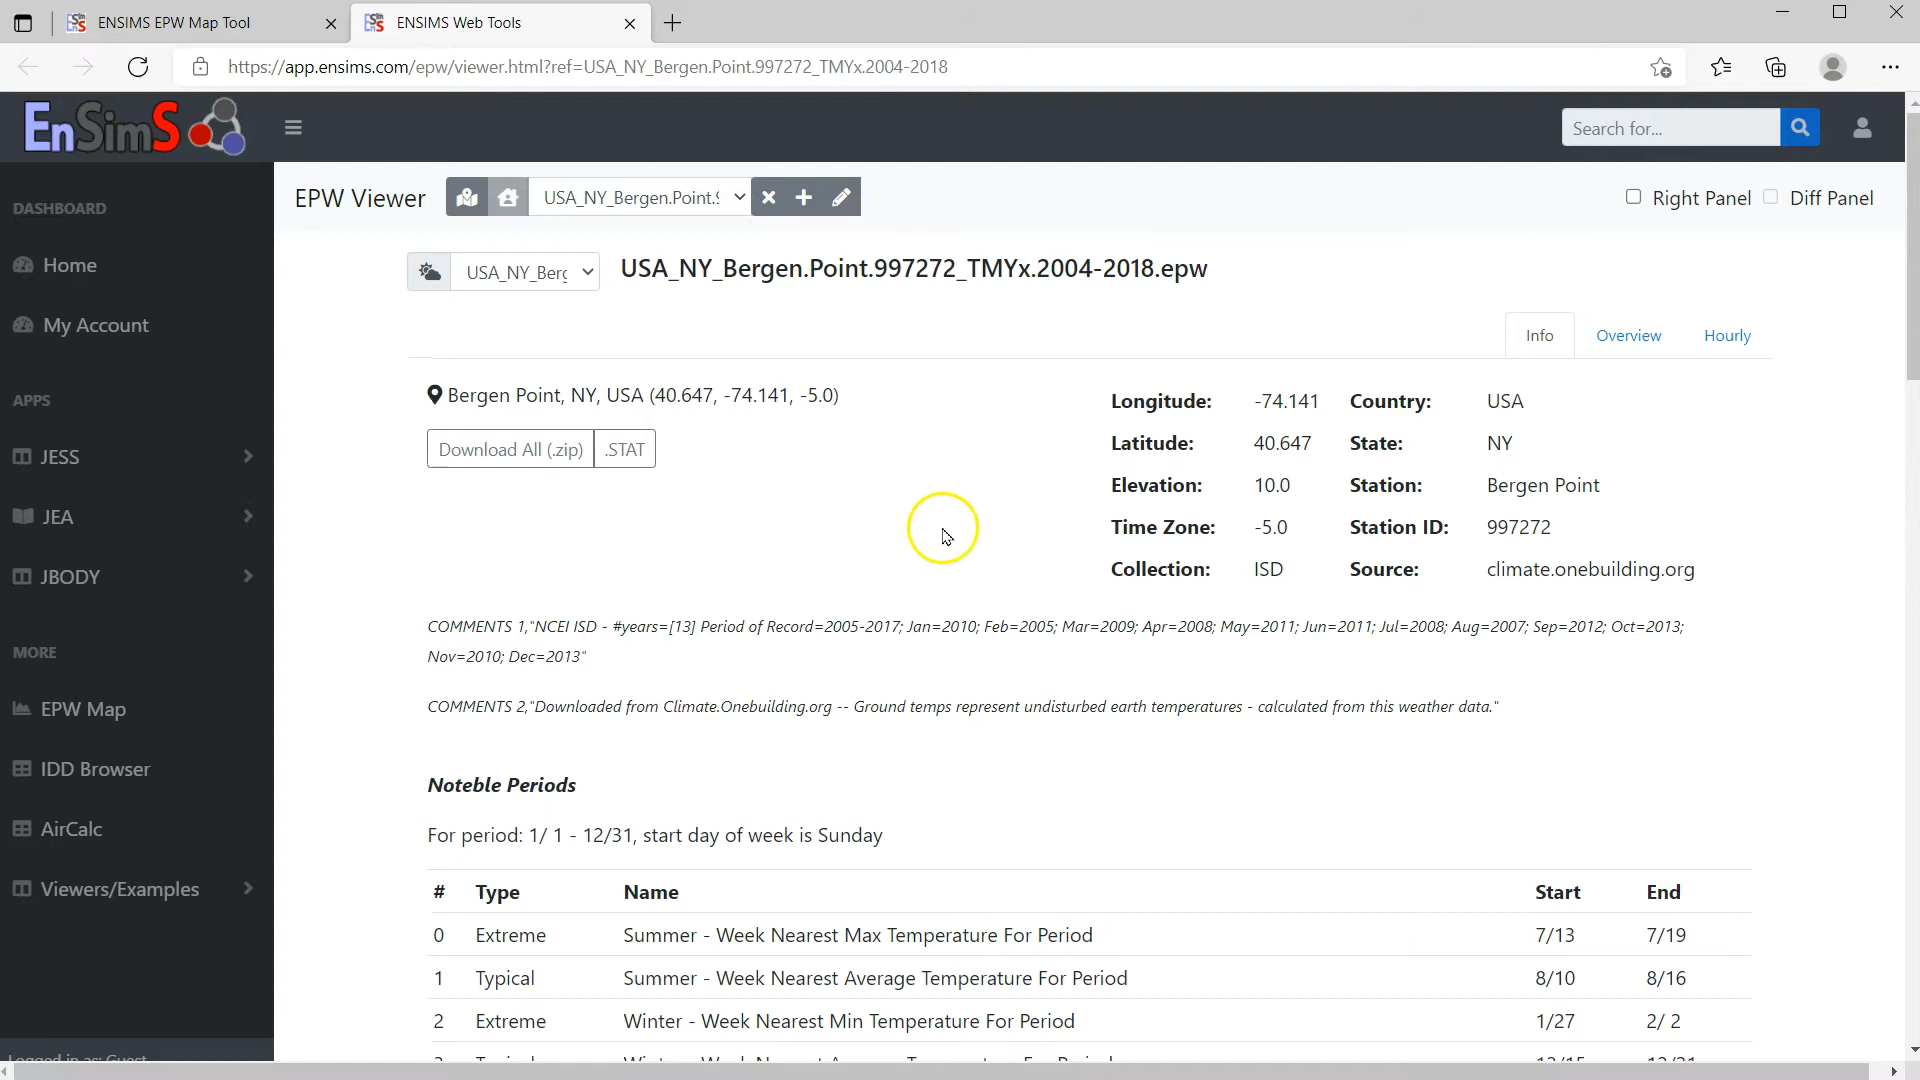 ENSIMS EPW Map Tool
ENSIMS Web Tools
https://app.ensims.com/epw/viewer.html?ref=USA_NY_Bergen.Point.997272_TMYx.2004-2018
EnSimS
Search for...
DASHBOARD
Home
My Account
APPS
JESS
JEA
JBODY
MORE
EPW Map
IDD Browser
AirCalc
Viewers/Examples
Logged in as: Guest
EPW Viewer
USA_NY_Bergen.Point.
Right Panel
Diff Panel
USA_NY_Berg
USA_NY_Bergen.Point.997272_TMYx.2004-2018.epw
Info Overview Hourly
Bergen Point, NY, USA (40.647, -74.141, -5.0)
Download All (.zip) .STAT
Longitude: -74.141 Country: USA
Latitude: 40.647 State: NY
Elevation: 10.0 Station: Bergen Point
Time Zone: -5.0 Station ID: 997272
Collection: ISD Source: climate.onebuilding.org
COMMENTS 1,"NCEI ISD - #years=[13] Period of Record=2005-2017; Jan=2010; Feb=2005; Mar=2009; Apr=2008; May=2011; Jun=2011; Jul=2008; Aug=2007; Sep=2012; Oct=2013;
Nov=2010; Dec=2013"
COMMENTS 2,"Downloaded from Climate.Onebuilding.org -- Ground temps represent undisturbed earth temperatures - calculated from this weather data."
Noteble Periods
For period: 1/ 1 - 12/31, start day of week is Sunday
# Type Name Start End
0 Extreme Summer - Week Nearest Max Temperature For Period 7/13 7/19
1 Typical Summer - Week Nearest Average Temperature For Period 8/10 8/16
2 Extreme Winter - Week Nearest Min Temperature For Period 1/27 2/ 2